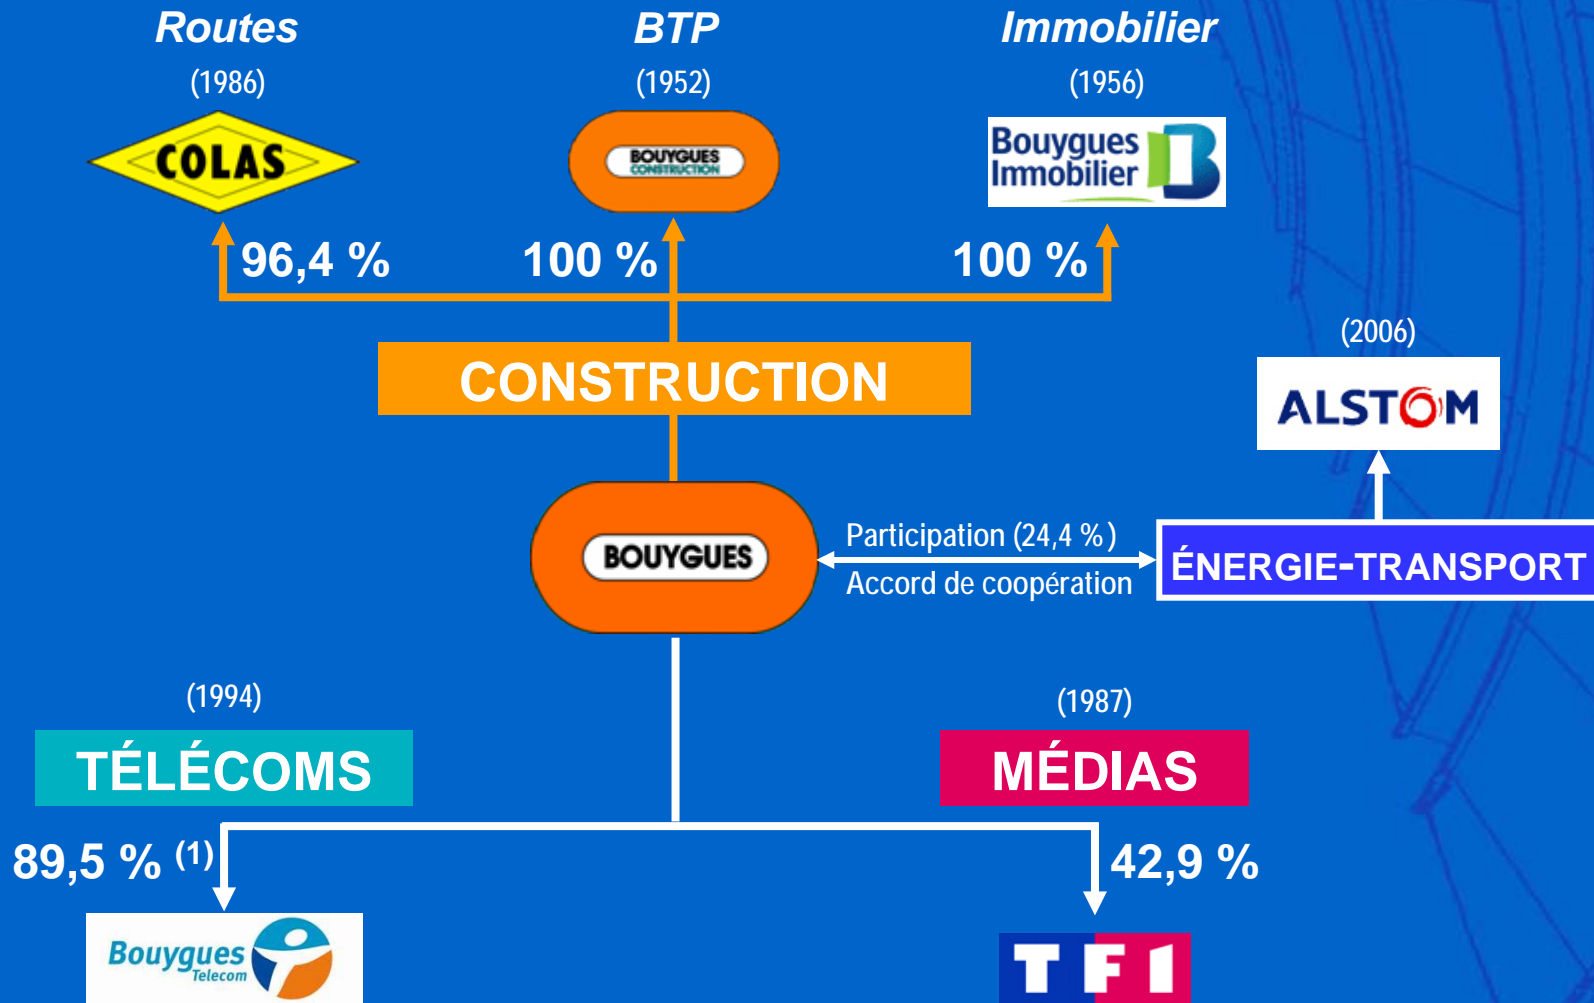 Routes
BTP
Immobilier
(1986)
(1952)
(1956)
COLAS
BOUYGUES
CONSTRUCTION
Bouygues
Immobilier
96,4 %
100 %
100 %
(2006)
CONSTRUCTION
ALSTOM
BOUYGUES
Participation (24,4 %)
Accord de coopération
ÉNERGIE-TRANSPORT
(1994)
(1987)
TÉLÉCOMS
MÉDIAS
89,5 % (1)
42,9 %
Bouygues
Telecom
TF1